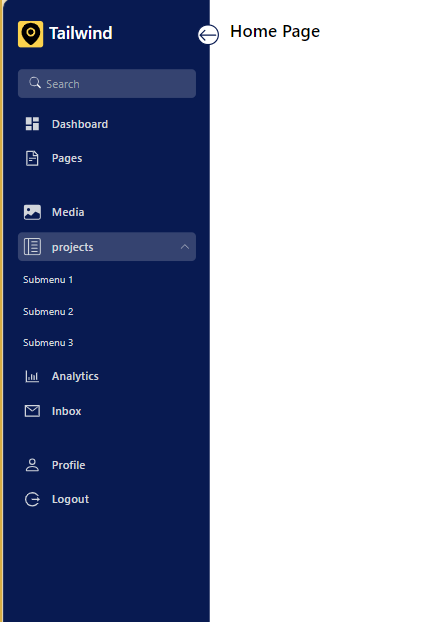 Tailwind
Home Page
Search
Dashboard
Pages
Media
projects
Submenu 1
Submenu 2
Submenu 3
Analytics
Inbox
Profile
Logout